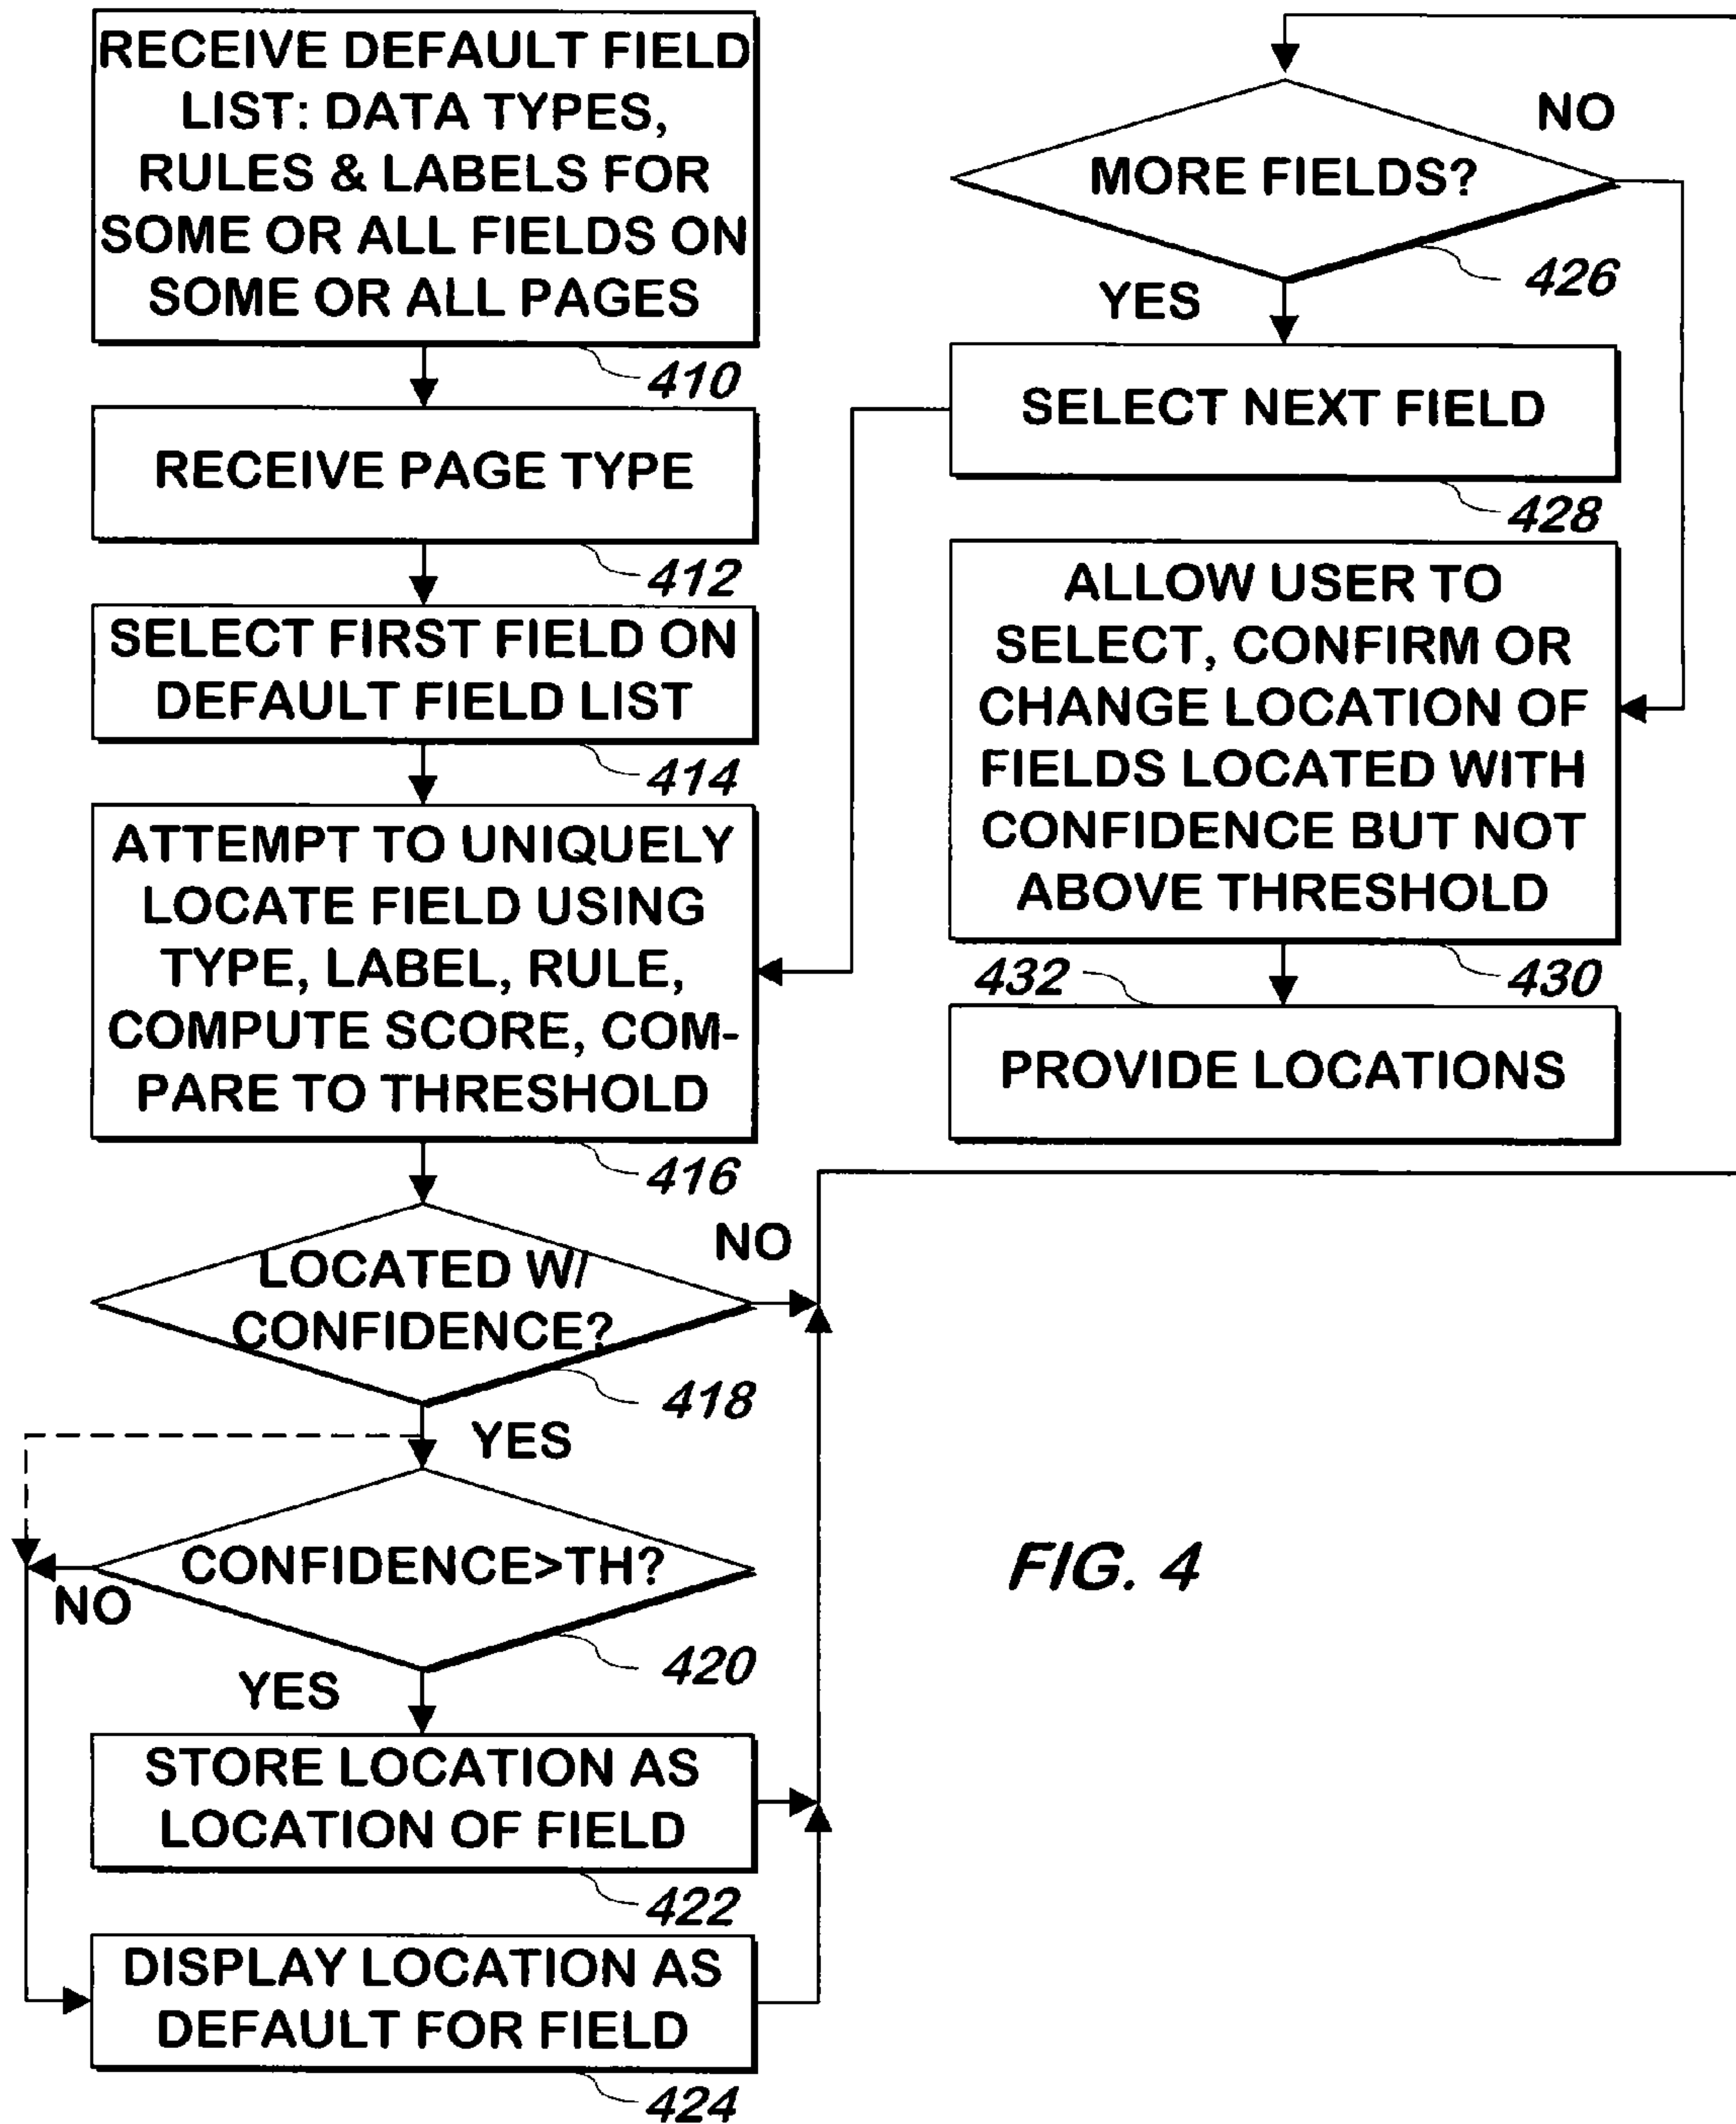 RECEIVE DEFAULT FIELD
LIST: DATA TYPES,
RULES & LABELS FOR
SOME OR ALL FIELDS ON
SOME OR ALL PAGES
410
RECEIVE PAGE TYPE
412
SELECT FIRST FIELD ON
DEFAULT FIELD LIST
414
ATTEMPT TO UNIQUELY
LOCATE FIELD USING
TYPE, LABEL, RULE,
COMPUTE SCORE, COM-
PARE TO THRESHOLD
416
LOCATED W/
CONFIDENCE?
NO
418
YES
CONFIDENCE>TH?
NO
420
YES
STORE LOCATION AS
LOCATION OF FIELD
422
DISPLAY LOCATION AS
DEFAULT FOR FIELD
424
MORE FIELDS?
NO
426
YES
SELECT NEXT FIELD
428
ALLOW USER TO
SELECT, CONFIRM OR
CHANGE LOCATION OF
FIELDS LOCATED WITH
CONFIDENCE BUT NOT
ABOVE THRESHOLD
430
432
PROVIDE LOCATIONS
FIG. 4